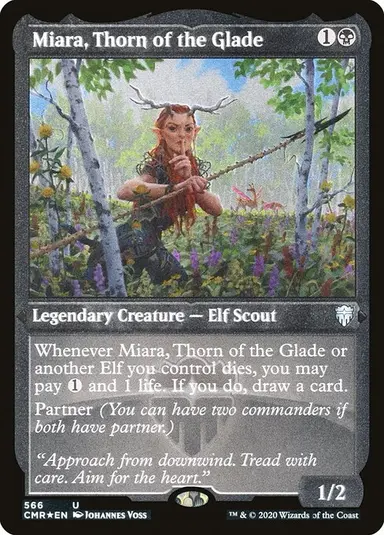 Miara, Thorn of the Glade 1
Legendary Creature — Elf Scout
Whenever Miara, Thorn of the Glade or
another Elf you control dies, you may
pay 1 and 1 life. If you do, draw a card.
Partner (You can have two commanders if
both have partner.)
"Approach from downwind. Tread with
care. Aim for the heart."
1/2
566 U
CMR★EN Johannes Voss
™ & © 2020 Wizards of the Coast